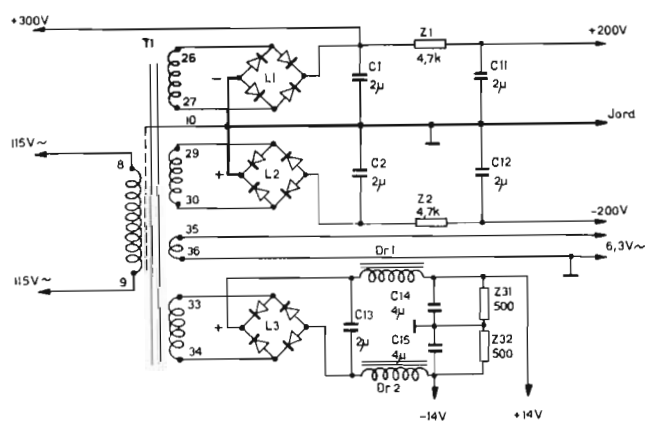 +300V
T1
Z1
+200V
26
4,7k
C1
2µ
C11
2µ
L1
−
27
10
Jord
115V~
8
29
L2
+
30
C2
2µ
C12
2µ
Z2
4,7k
-200V
35
36
6,3V~
Dr1
115V~
9
33
L3
+
34
C13
2µ
C14
4µ
Z31
500
C15
4µ
Z32
500
Dr2
-14V
+14V